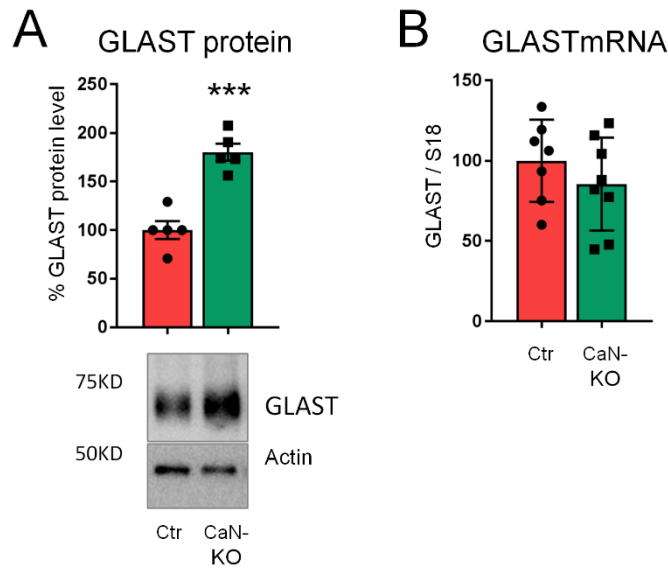 A
GLAST protein
% GLAST protein level
250
200
150
100
50
0
***
75KD
GLAST
50KD
Actin
Ctr
CaN-
KO
B
GLASTmRNA
GLAST / S18
150
100
50
0
Ctr
CaN-
KO